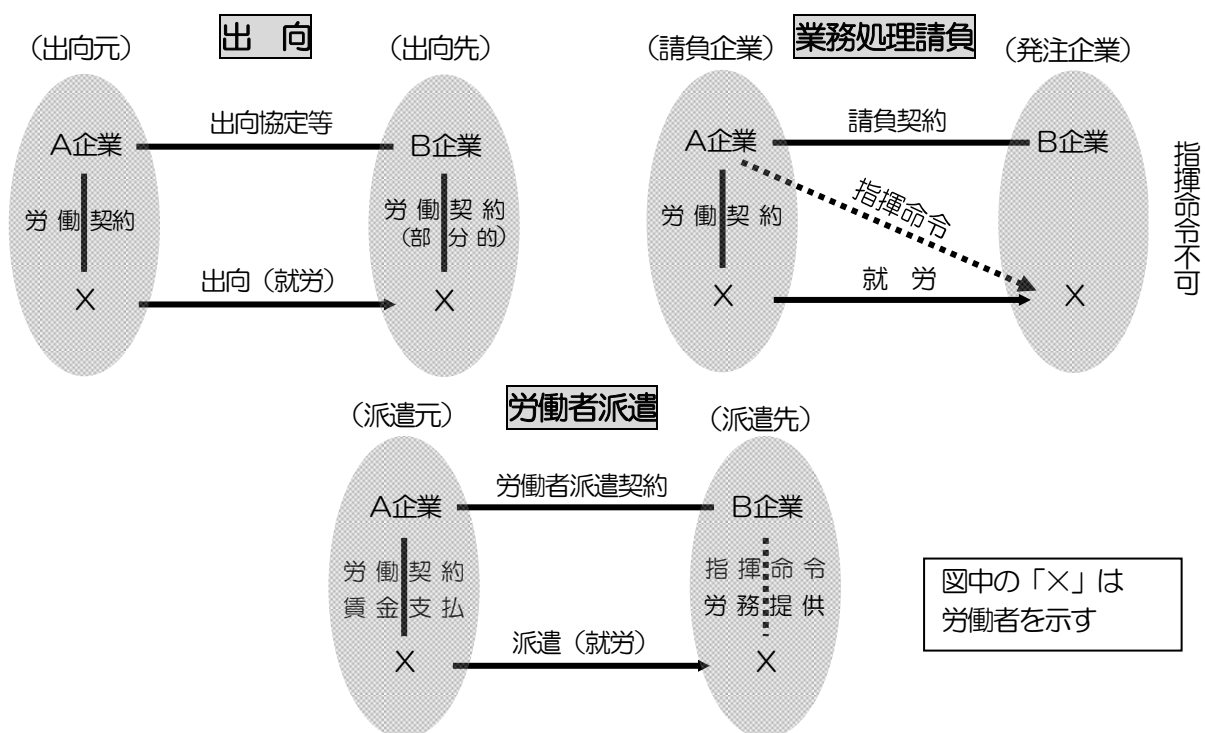 出　向
（出向元）
（出向先）
出向協定等
A企業
B企業
労働契約
労働契約
（部分的）
出向（就労）
X
X
業務処理請負
（請負企業）
（発注企業）
請負契約
A企業
B企業
指揮命令
労働契約
就　労
X
X
指揮命令不可
労働者派遣
（派遣元）
（派遣先）
労働者派遣契約
A企業
B企業
労働契約
賃金支払
指揮命令
労務提供
派遣（就労）
X
X
図中の「X」は
労働者を示す